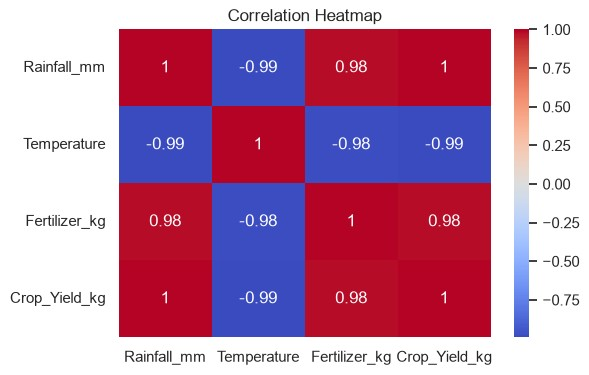 Correlation Heatmap
Rainfall_mm 1 -0.99 0.98 1
Temperature -0.99 1 -0.98 -0.99
Fertilizer_kg 0.98 -0.98 1 0.98
Crop_Yield_kg 1 -0.99 0.98 1
Rainfall_mm Temperature Fertilizer_kg Crop_Yield_kg
1.00
0.75
0.50
0.25
0.00
−0.25
−0.50
−0.75